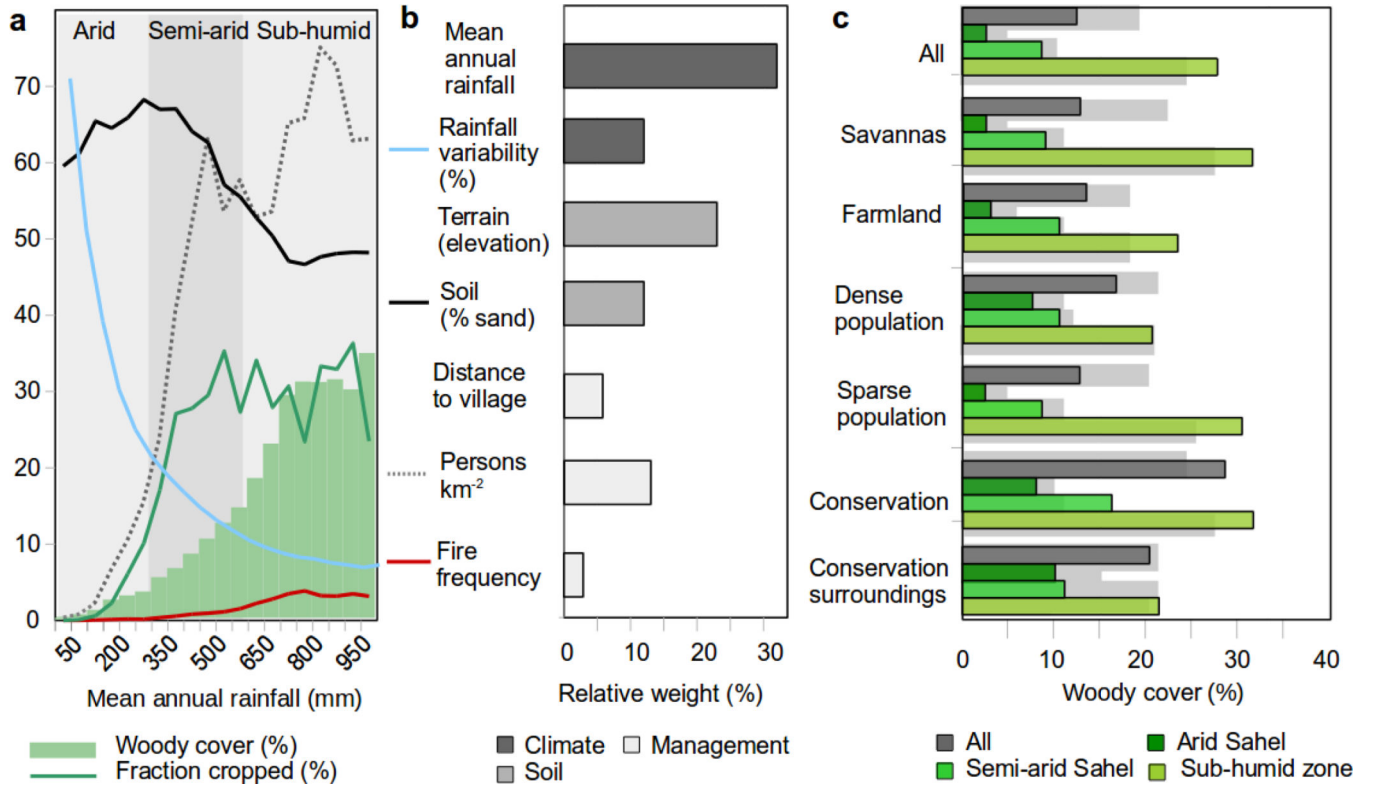 a
Arid
Semi-arid
Sub-humid
70
60
50
40
30
20
10
0
50
200
350
500
650
800
950
Mean annual rainfall (mm)
Woody cover (%)
Fraction cropped (%)
b
Mean
annual
rainfall
Rainfall
variability
(%)
Terrain
(elevation)
Soil
(% sand)
Distance
to village
Persons
km-2
Fire
frequency
0
10
20
30
Relative weight (%)
Climate
Management
Soil
c
All
Savannas
Farmland
Dense
population
Sparse
population
Conservation
Conservation
surroundings
0
10
20
30
40
Woody cover (%)
All
Arid Sahel
Semi-arid Sahel
Sub-humid zone